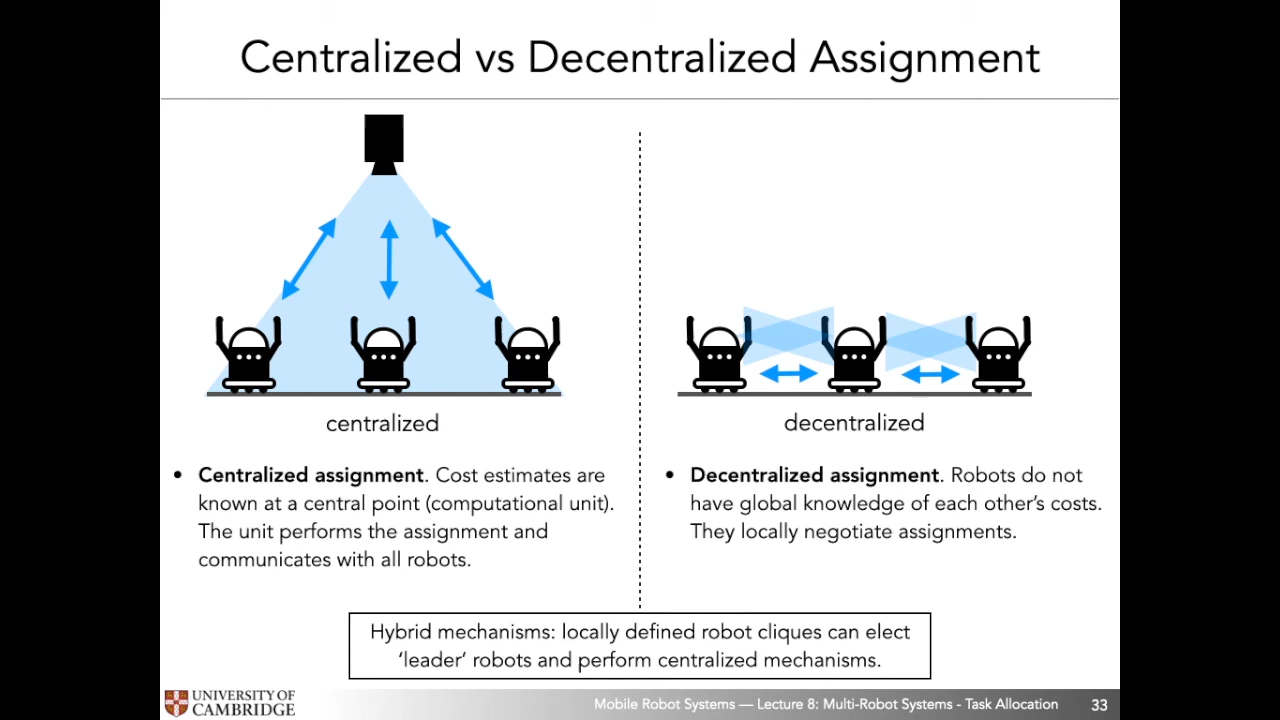 Centralized vs Decentralized Assignment
centralized
• Centralized assignment. Cost estimates are
known at a central point (computational unit).
The unit performs the assignment and
communicates with all robots.
decentralized
• Decentralized assignment. Robots do not
have global knowledge of each other’s costs.
They locally negotiate assignments.
Hybrid mechanisms: locally defined robot cliques can elect
‘leader’ robots and perform centralized mechanisms.
UNIVERSITY OF
CAMBRIDGE
Mobile Robot Systems — Lecture 8: Multi-Robot Systems - Task Allocation 33